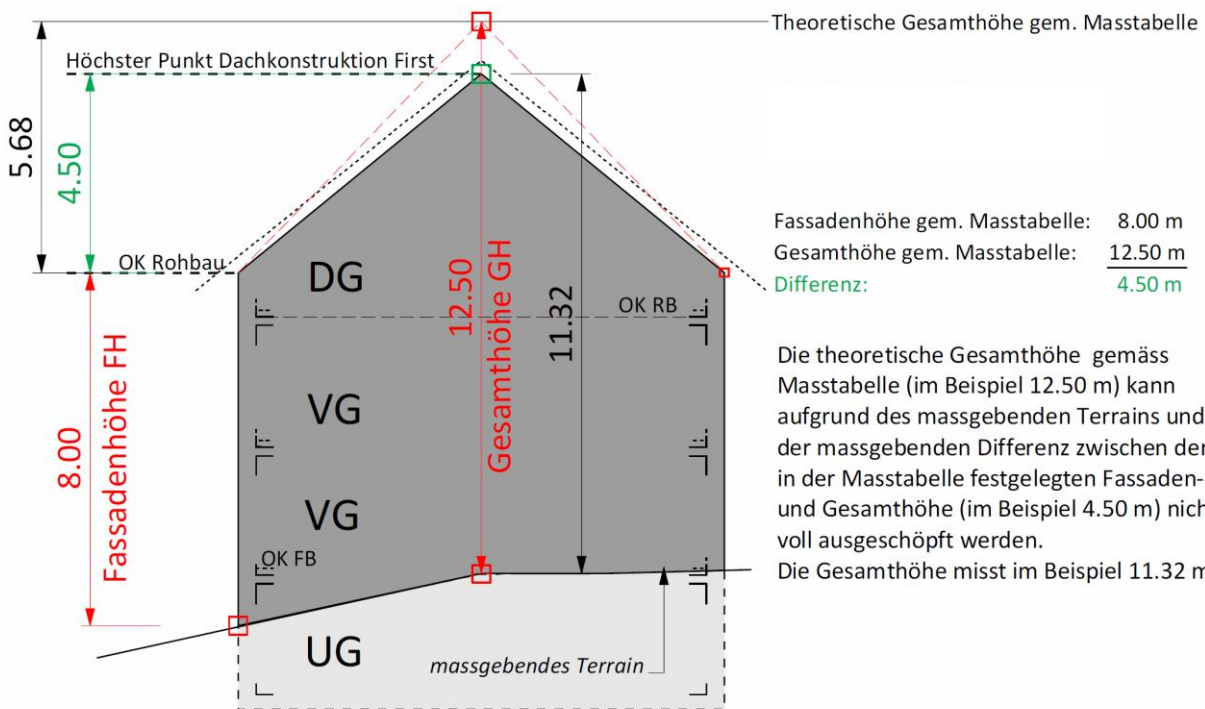 Theoretische Gesamthöhe gem. Masstabelle
Höchster Punkt Dachkonstruktion First
5.68
4.50
OK Rohbau
8.00
Fassadenhöhe FH
DG
OK RB
12.50
Gesamthöhe GH
11.32
VG
VG
OK FB
UG
massgebendes Terrain
Fassadenhöhe gem. Masstabelle: 8.00 m
Gesamthöhe gem. Masstabelle: 12.50 m
Differenz: 4.50 m
Die theoretische Gesamthöhe gemäss
Masstabelle (im Beispiel 12.50 m) kann
aufgrund des massgebenden Terrains und
der massgebenden Differenz zwischen der
in der Masstabelle festgelegten Fassaden-
und Gesamthöhe (im Beispiel 4.50 m) nich
voll ausgeschöpft werden.
Die Gesamthöhe misst im Beispiel 11.32 m